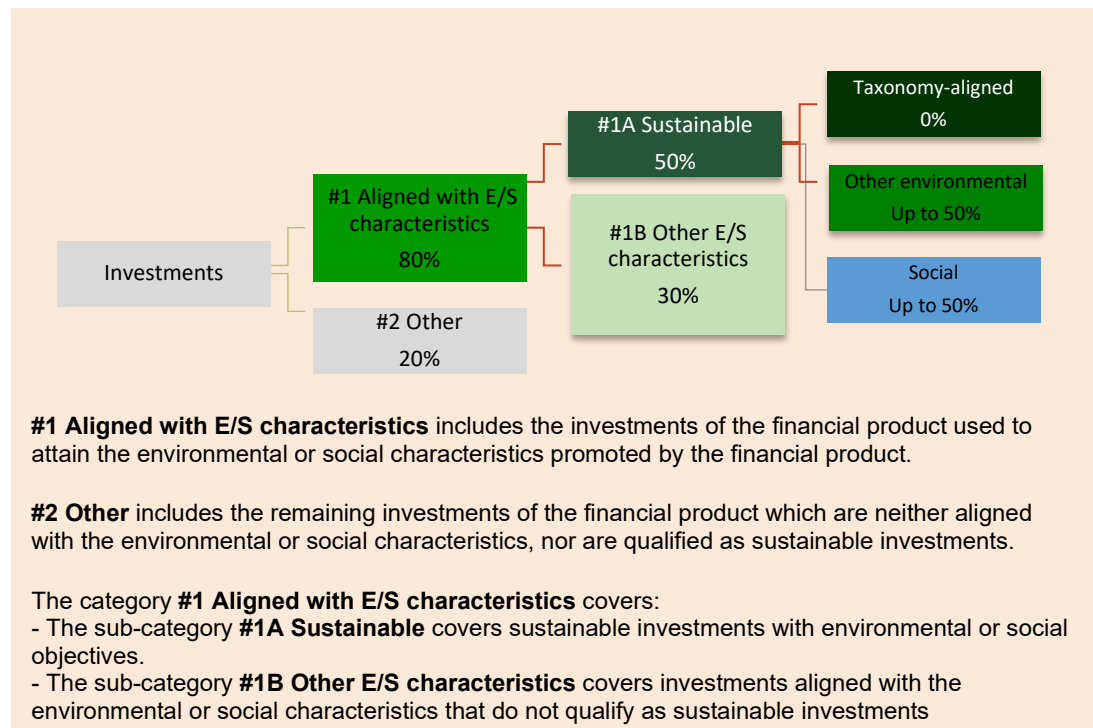 Investments
#1 Aligned with E/S
characteristics
80%
#2 Other
20%
#1A Sustainable
50%
#1B Other E/S
characteristics
30%
Taxonomy-aligned
0%
Other environmental
Up to 50%
Social
Up to 50%
#1 Aligned with E/S characteristics includes the investments of the financial product used to
attain the environmental or social characteristics promoted by the financial product.
#2 Other includes the remaining investments of the financial product which are neither aligned
with the environmental or social characteristics, nor are qualified as sustainable investments.
The category #1 Aligned with E/S characteristics covers:
- The sub-category #1A Sustainable covers sustainable investments with environmental or social
objectives.
- The sub-category #1B Other E/S characteristics covers investments aligned with the
environmental or social characteristics that do not qualify as sustainable investments